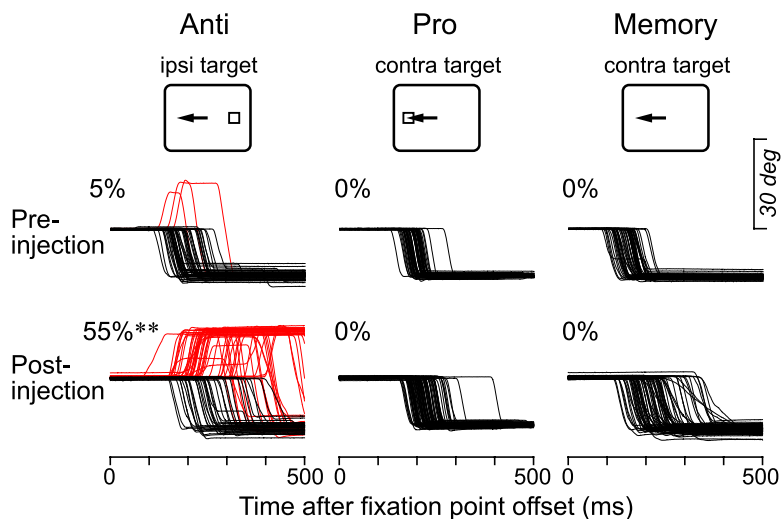 Anti Pro Memory
ipsi target contra target contra target
5% 0% 0%
30 deg
Pre-
injection
55%** 0% 0%
Post-
injection
0 500 0 500 0 500
Time after fixation point offset (ms)